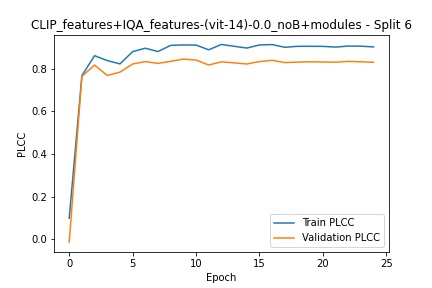 CLIP_features+IQA_features-(vit-14)-0.0_noB+modules - Split 6
PLCC
0.8
0.6
0.4
0.2
0.0
Train PLCC
Validation PLCC
0 5 10 15 20 25
Epoch